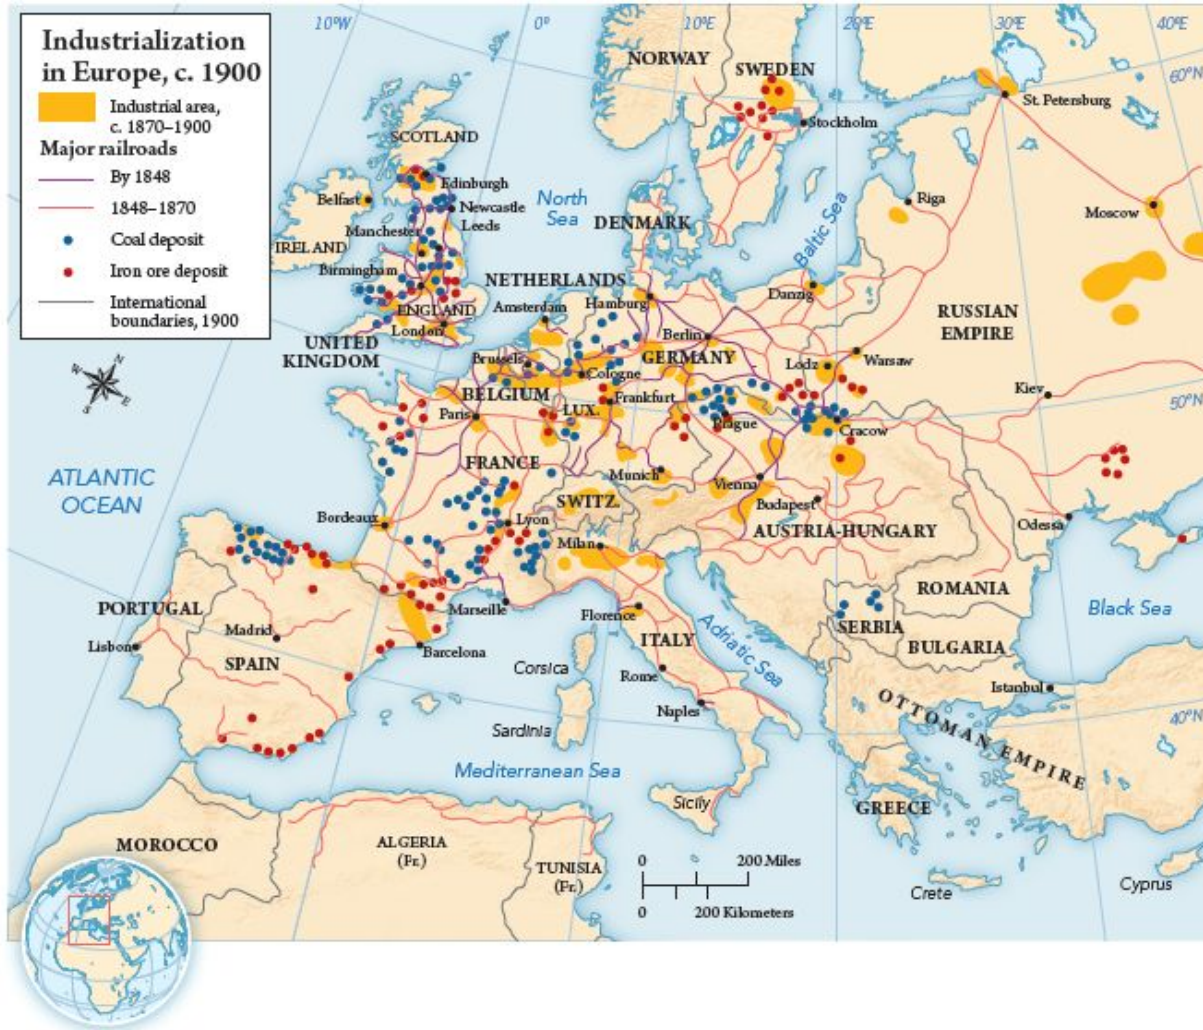 Industrialization
in Europe, c. 1900
Industrial area,
c. 1870–1900
Major railroads
By 1848
1848–1870
Coal deposit
Iron ore deposit
International
boundaries, 1900
10°W
0°
10°E
20°E
30°E
40°E
60°N
50°N
40°N
N
E
S
W
NORWAY
SWEDEN
Stockholm
St. Petersburg
SCOTLAND
Edinburgh
Belfast
Newcastle
Leeds
Manchester
IRELAND
Birmingham
ENGLAND
London
UNITED
KINGDOM
North
Sea
DENMARK
Baltic Sea
Riga
Moscow
NETHERLANDS
Amsterdam
Hamburg
Danzig
RUSSIAN
EMPIRE
Berlin
GERMANY
Lodz
Warsaw
Brussels
Cologne
BELGIUM
Kiev
Paris
LUX.
Frankfurt
Prague
Cracow
ATLANTIC
OCEAN
FRANCE
Munich
Vienna
Budapest
SWITZ.
Bordeaux
Lyon
Milan
AUSTRIA-HUNGARY
Odessa
ROMANIA
PORTUGAL
Marseille
Florence
Black Sea
Madrid
Lisbon
SPAIN
Barcelona
Corsica
ITALY
Adriatic Sea
SERBIA
BULGARIA
Rome
Istanbul
Naples
Sardinia
OTTOMAN EMPIRE
Mediterranean Sea
Sicily
GREECE
MOROCCO
ALGERIA
(Fr.)
TUNISIA
(Fr.)
0
200 Miles
0
200 Kilometers
Crete
Cyprus